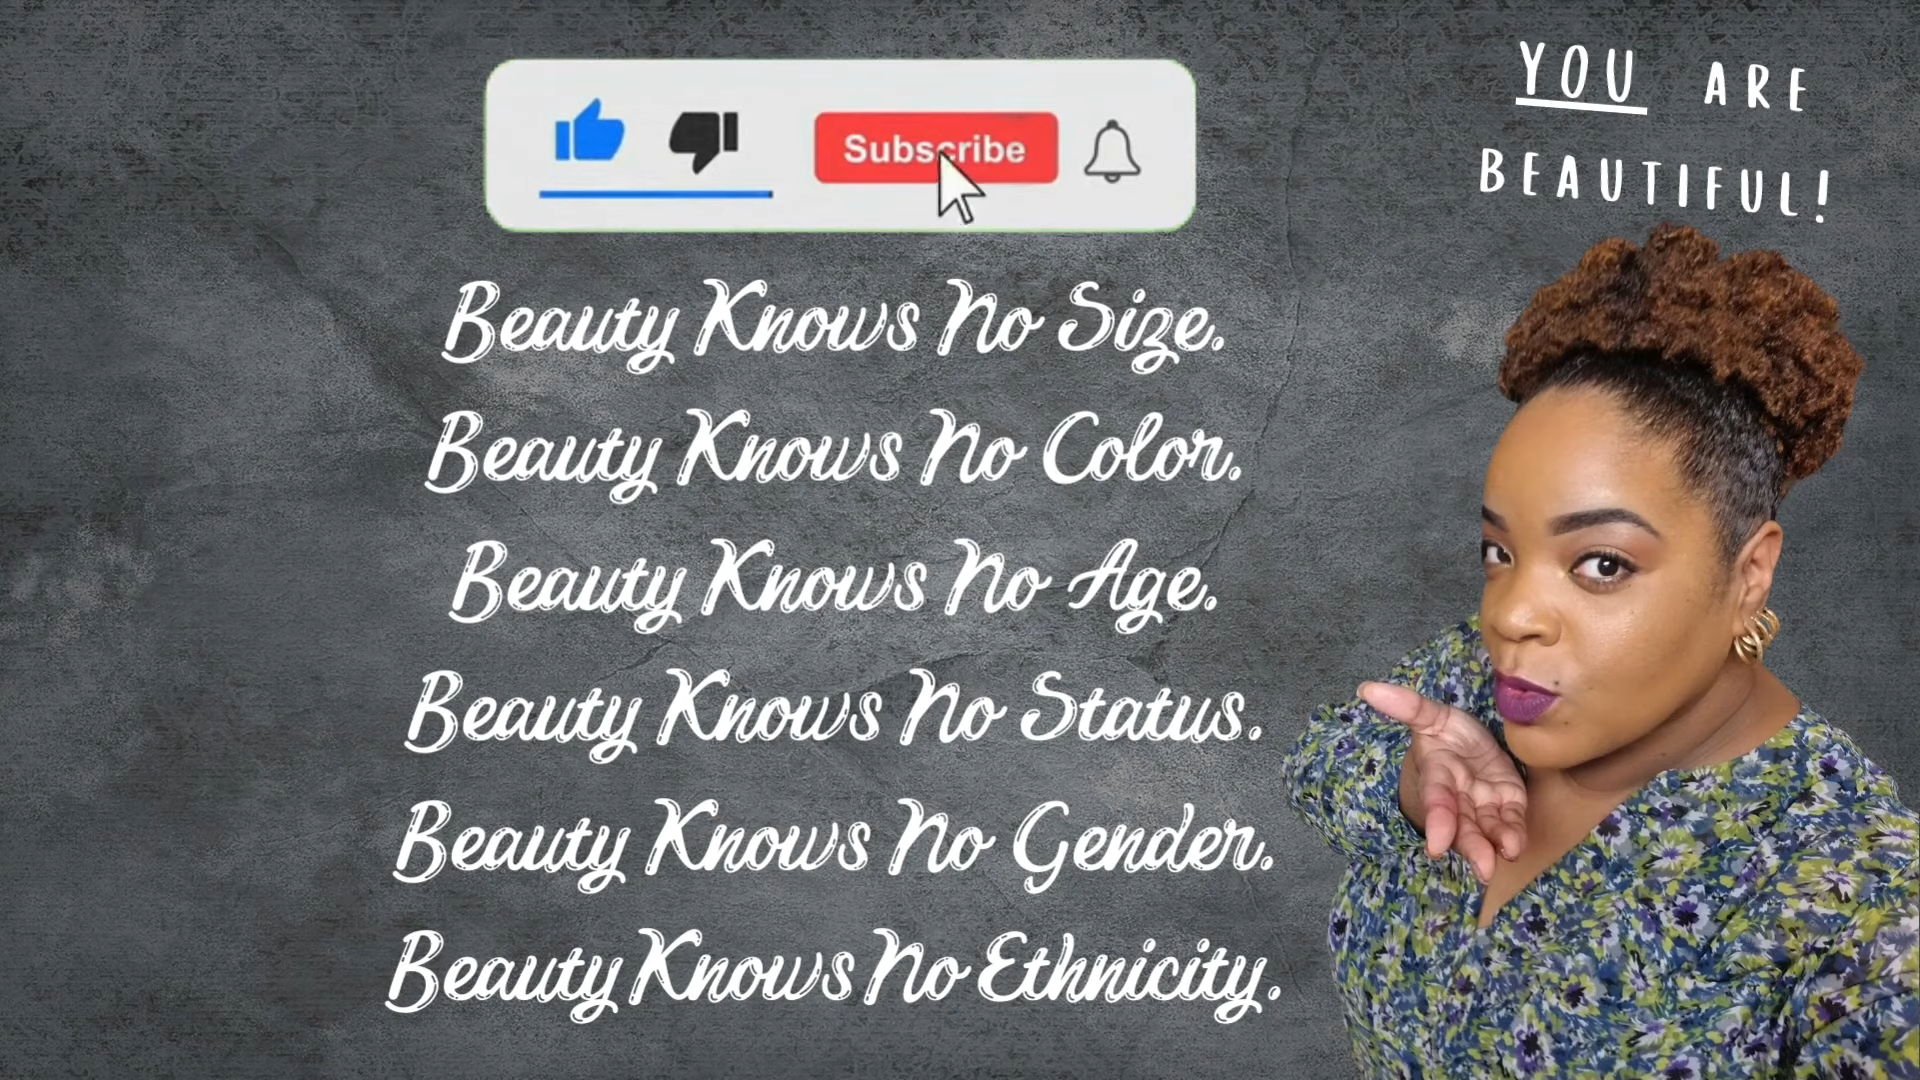 Subscribe
YOU ARE
BEAUTIFUL!
Beauty Knows No Size.
Beauty Knows No Color.
Beauty Knows No Age.
Beauty Knows No Status.
Beauty Knows No Gender.
Beauty Knows No Ethnicity.